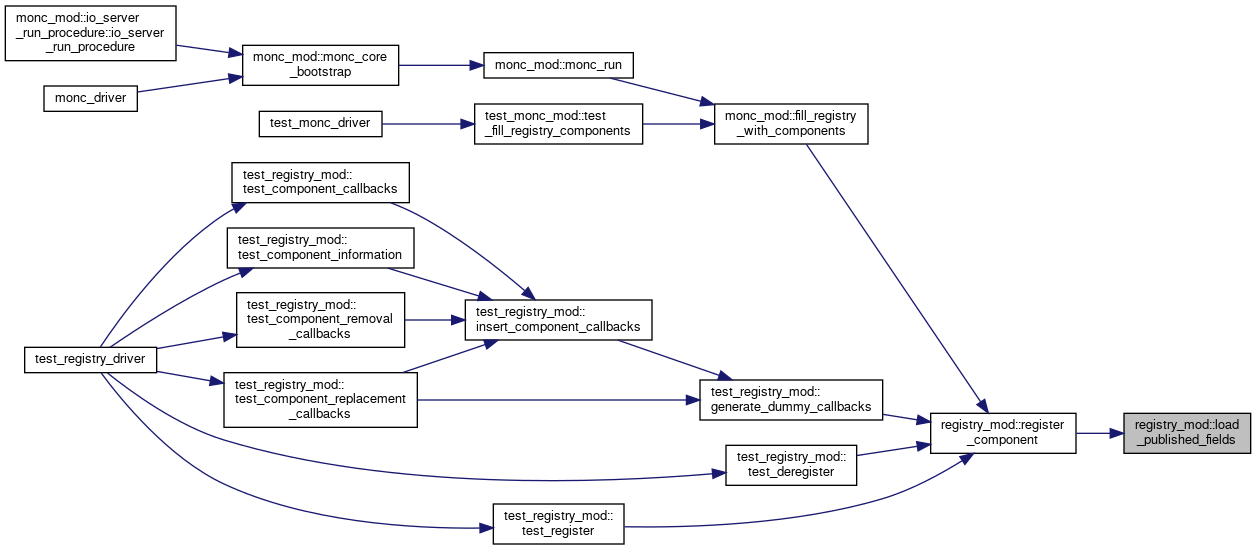 monc_mod::io_server
_run_procedure::io_server
_run_procedure
monc_driver
monc_mod::monc_core
_bootstrap
monc_mod::monc_run
test_monc_driver
test_monc_mod::test
_fill_registry_components
monc_mod::fill_registry
_with_components
test_registry_mod::
test_component_callbacks
test_registry_mod::
test_component_information
test_registry_mod::
test_component_removal
_callbacks
test_registry_mod::
insert_component_callbacks
test_registry_driver
test_registry_mod::
test_component_replacement
_callbacks
test_registry_mod::
generate_dummy_callbacks
registry_mod::register
_component
registry_mod::load
_published_fields
test_registry_mod::
test_deregister
test_registry_mod::
test_register